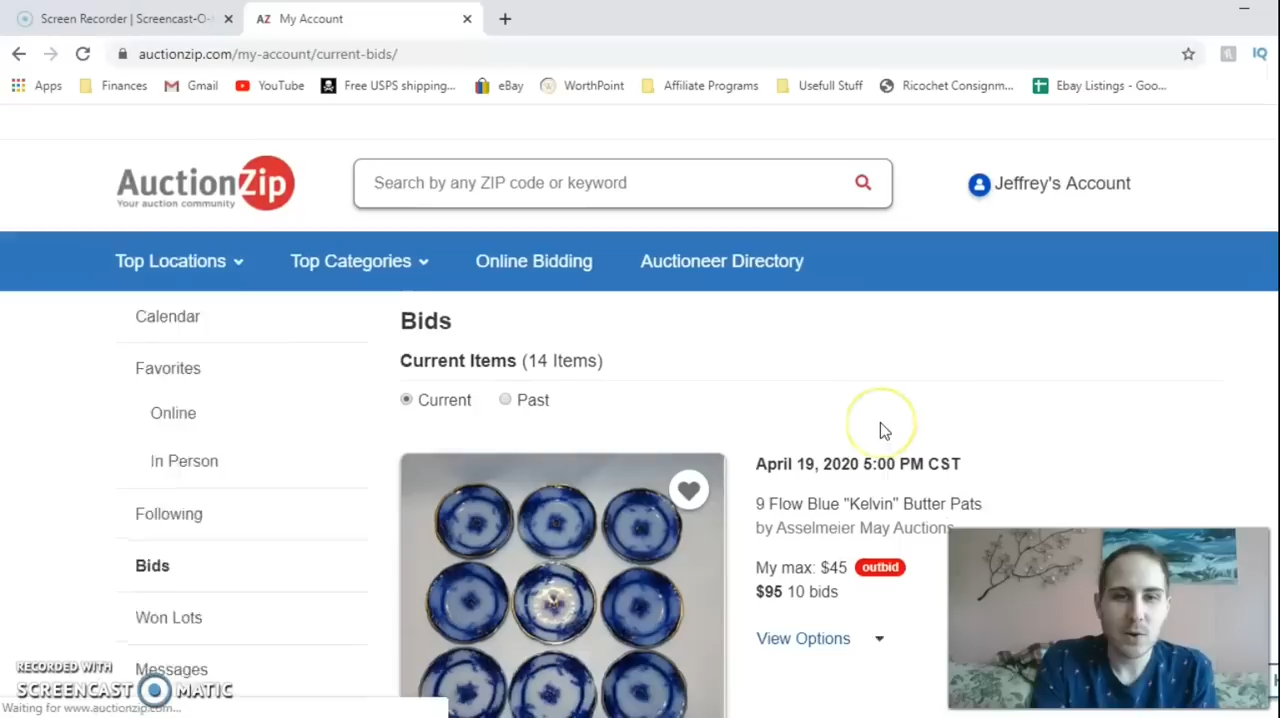 Screen Recorder | Screencast-O-
AZ My Account
auctionzip.com/my-account/current-bids/
IQ
Apps Finances Gmail YouTube Free USPS shipping... eBay WorthPoint Affiliate Programs Usefull Stuff Ricochet Consignm... Ebay Listings - Goo...
AuctionZip
Your auction community
Search by any ZIP code or keyword
Jeffrey's Account
Top Locations Top Categories Online Bidding Auctioneer Directory
Calendar
Favorites
Online
In Person
Following
Bids
Won Lots
Messages
Bids
Current Items (14 Items)
Current Past
April 19, 2020 5:00 PM CST
9 Flow Blue "Kelvin" Butter Pats
by Asselmeier May Auctions
My max: $45 outbid
$95 10 bids
View Options
RECORDED WITH
SCREENCAST MATIC
Waiting for www.auctionzip.com...